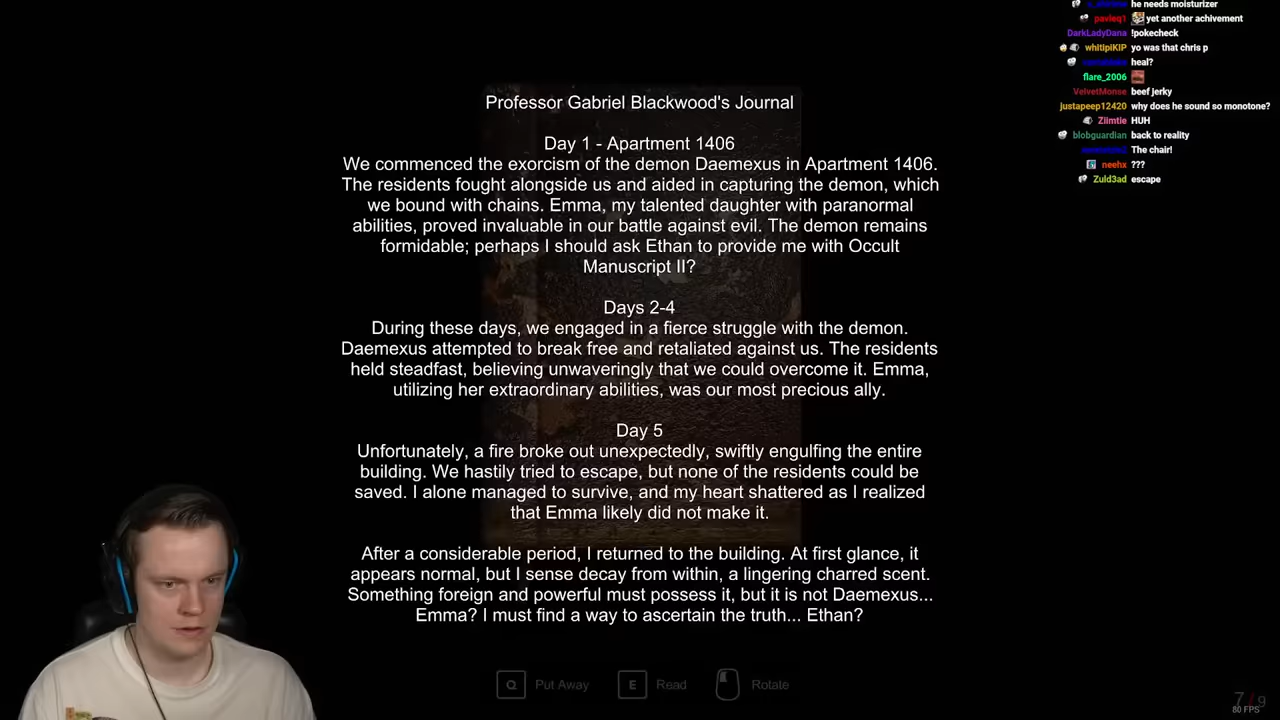 Professor Gabriel Blackwood's Journal
Day 1 - Apartment 1406
We commenced the exorcism of the demon Daemexus in Apartment 1406.
The residents fought alongside us and aided in capturing the demon, which
we bound with chains. Emma, my talented daughter with paranormal
abilities, proved invaluable in our battle against evil. The demon remains
formidable; perhaps I should ask Ethan to provide me with Occult
Manuscript II?
Days 2-4
During these days, we engaged in a fierce struggle with the demon.
Daemexus attempted to break free and retaliated against us. The residents
held steadfast, believing unwaveringly that we could overcome it. Emma,
utilizing her extraordinary abilities, was our most precious ally.
Day 5
Unfortunately, a fire broke out unexpectedly, swiftly engulfing the entire
building. We hastily tried to escape, but none of the residents could be
saved. I alone managed to survive, and my heart shattered as I realized
that Emma likely did not make it.
After a considerable period, I returned to the building. At first glance, it
appears normal, but I sense decay from within, a lingering charred scent.
Something foreign and powerful must possess it, but it is not Daemexus...
Emma? I must find a way to ascertain the truth... Ethan?
Q Put Away E Read Rotate
he needs moisturizer
pavleq1 yet another achivement
DarkLadyDana !pokecheck
whitipiKIP yo was that chris p
heal?
flare_2006
VelvetMonse beef jerky
justapeep12420 why does he sound so monotone?
Ziimtie HUH
blobguardian back to reality
The chair!
neehx ???
Zuld3ad escape
7/9
80 FPS